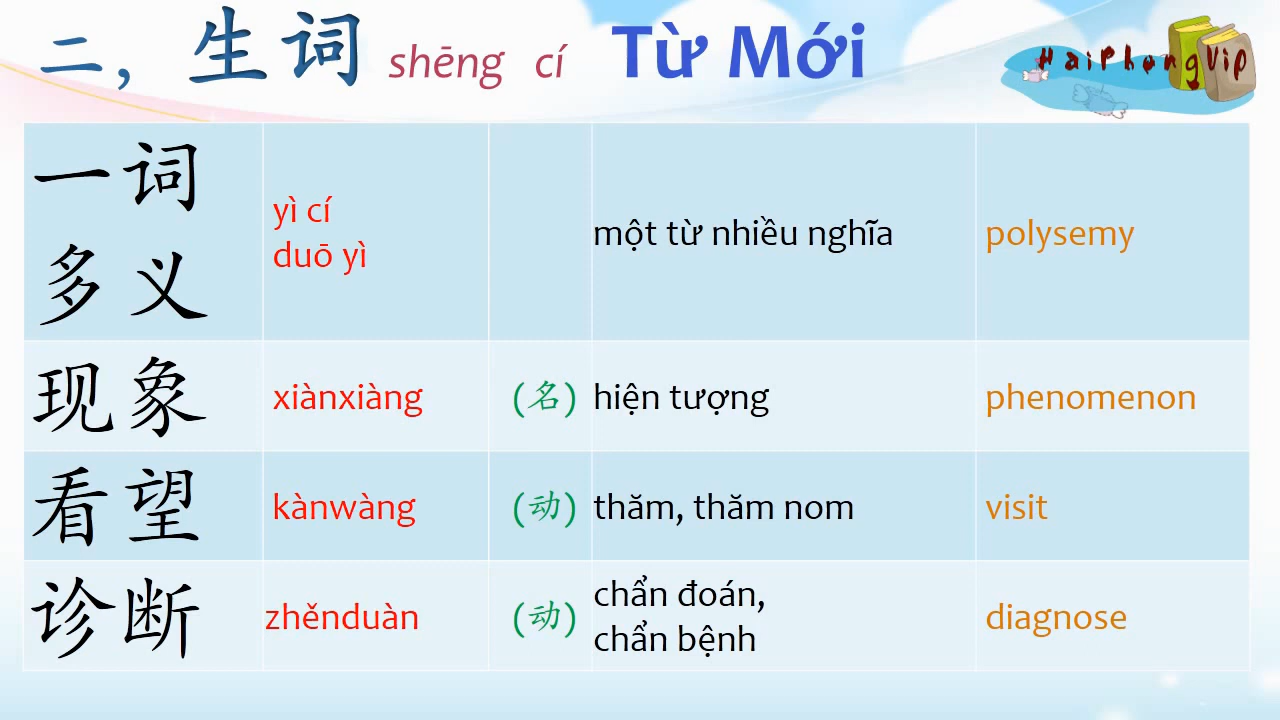 二，生词 shēng cí Từ Mới
HaiPhongVip
一词
多义
yì cí
duō yì
một từ nhiều nghĩa
polysemy
现象 xiànxiàng (名) hiện tượng phenomenon
看望 kànwàng (动) thăm, thăm nom visit
诊断 zhěnduàn (动)
chẩn đoán,
chẩn bệnh
diagnose